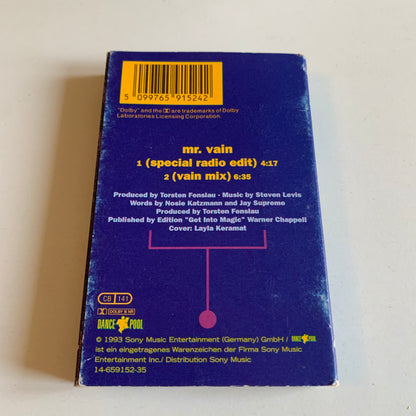 5 099765 915242
"Dolby" and the DD are trademarks of Dolby
Laboratories Licensing Corporation.
mr. vain
1 (special radio edit) 4:17
2 (vain mix) 6:35
Produced by Torsten Fenslau - Music by Steven Levis
Words by Nosie Katzmann and Jay Supreme
Produced by Torsten Fenslau
Published by Edition "Get Into Magic" Warner Chappell
Cover: Layla Keramat
CB 141
DOLBY B NR
DANCE POOL
© 1993 Sony Music Entertainment (Germany) GmbH / DANCE POOL
ist ein eingetragenes Warenzeichen der Firma Sony Music
Entertainment Inc./ Distribution Sony Music
14-659152-35